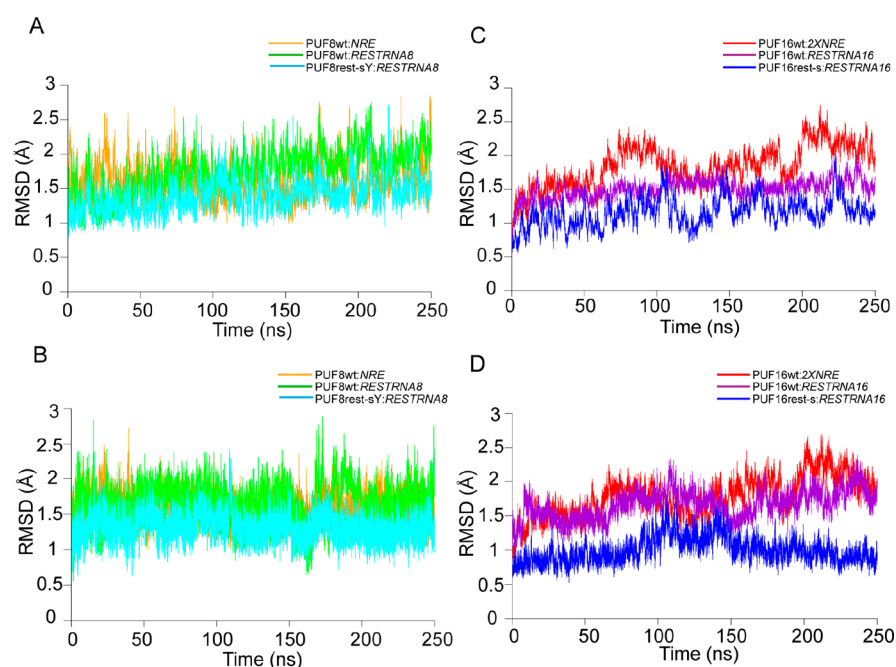 A
PUF8wt:NRE
PUF8wt:RESTRNA8
PUF8rest-sY:RESTRNA8
3
2.5
2
1.5
1
0.5
0
RMSD (Å)
0 50 100 150 200 250
Time (ns)
C
PUF16wt:2XNRE
PUF16wt:RESTRNA16
PUF16rest-s:RESTRNA16
3
2.5
2
1.5
1
0.5
0
RMSD (Å)
0 50 100 150 200 250
Time (ns)
B
PUF8wt:NRE
PUF8wt:RESTRNA8
PUF8rest-sY:RESTRNA8
3
2.5
2
1.5
1
0.5
0
RMSD (Å)
0 50 100 150 200 250
Time (ns)
D
PUF16wt:2XNRE
PUF16wt:RESTRNA16
PUF16rest-s:RESTRNA16
3
2.5
2
1.5
1
0.5
0
RMSD (Å)
0 50 100 150 200 250
Time (ns)